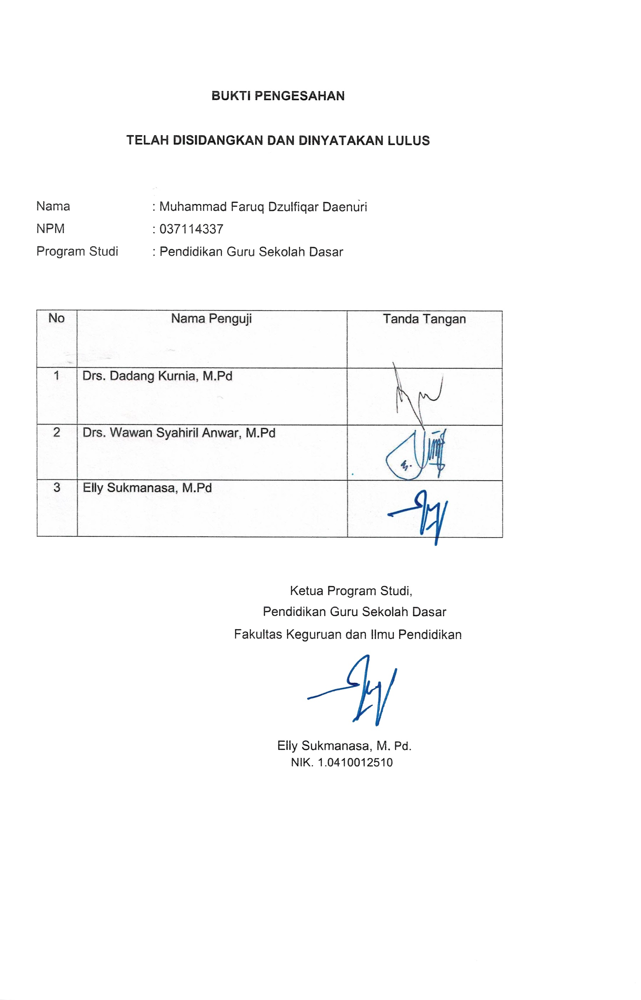 BUKTI PENGESAHAN
TELAH DISIDANGKAN DAN DINYATAKAN LULUS
Nama : Muhammad Faruq Dzulfiqar Daenuri
NPM : 037114337
Program Studi : Pendidikan Guru Sekolah Dasar
No Nama Penguji Tanda Tangan
1 Drs. Dadang Kurnia, M.Pd
2 Drs. Wawan Syahiril Anwar, M.Pd
3 Elly Sukmanasa, M.Pd
Ketua Program Studi,
Pendidikan Guru Sekolah Dasar
Fakultas Keguruan dan Ilmu Pendidikan
Elly Sukmanasa, M. Pd.
NIK. 1.0410012510